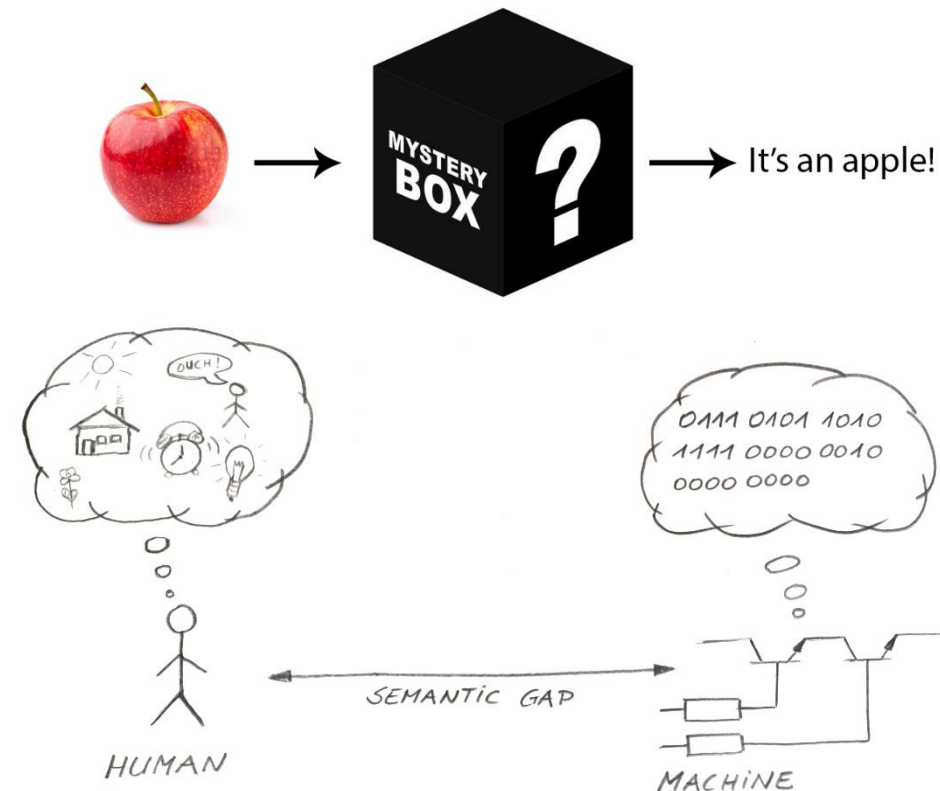 MYSTERY
BOX
?
It's an apple!
OUCH!
0111 0101 1010
1111 0000 0010
0000 0000
SEMANTIC GAP
HUMAN
MACHINE